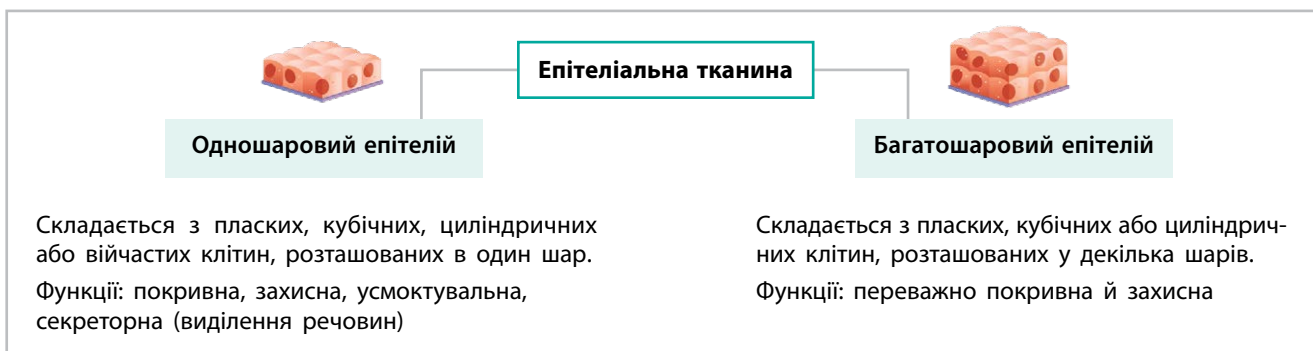 Епітеліальна тканина
Одношаровий епітелій
Складається з пласких, кубічних, циліндричних
або війчастих клітин, розташованих в один шар.
Функції: покривна, захисна, усмоктувальна,
секреторна (виділення речовин)
Багатошаровий епітелій
Складається з пласких, кубічних або циліндрич-
них клітин, розташованих у декілька шарів.
Функції: переважно покривна й захисна